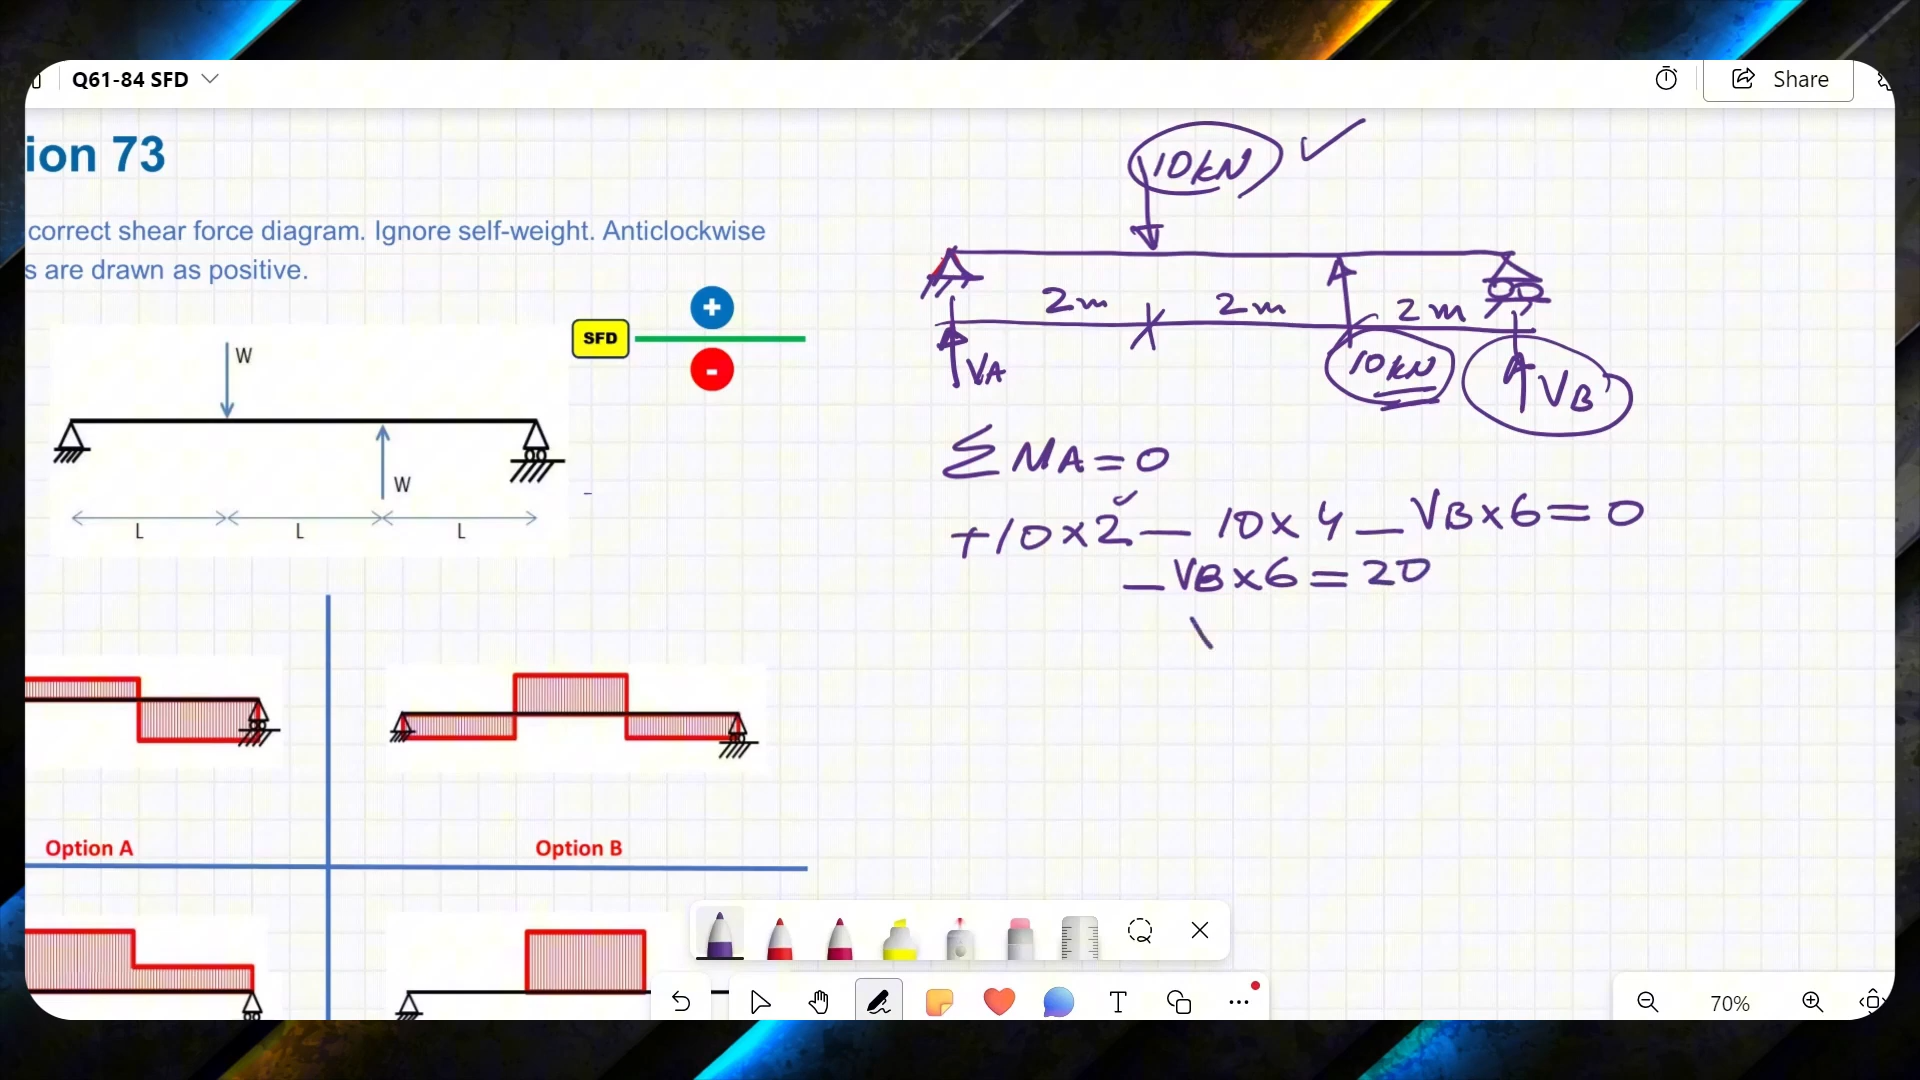 Q61-84 SFD
Share
ion 73
correct shear force diagram. Ignore self-weight. Anticlockwise
s are drawn as positive.
SFD
+
-
W
W
L
L
L
Option A
Option B
10kN
2m
2m
2m
VA
10kN
VB
ΣMA=0
+10×2 - 10×4 - VB×6=0
-VB×6=20
T
70%